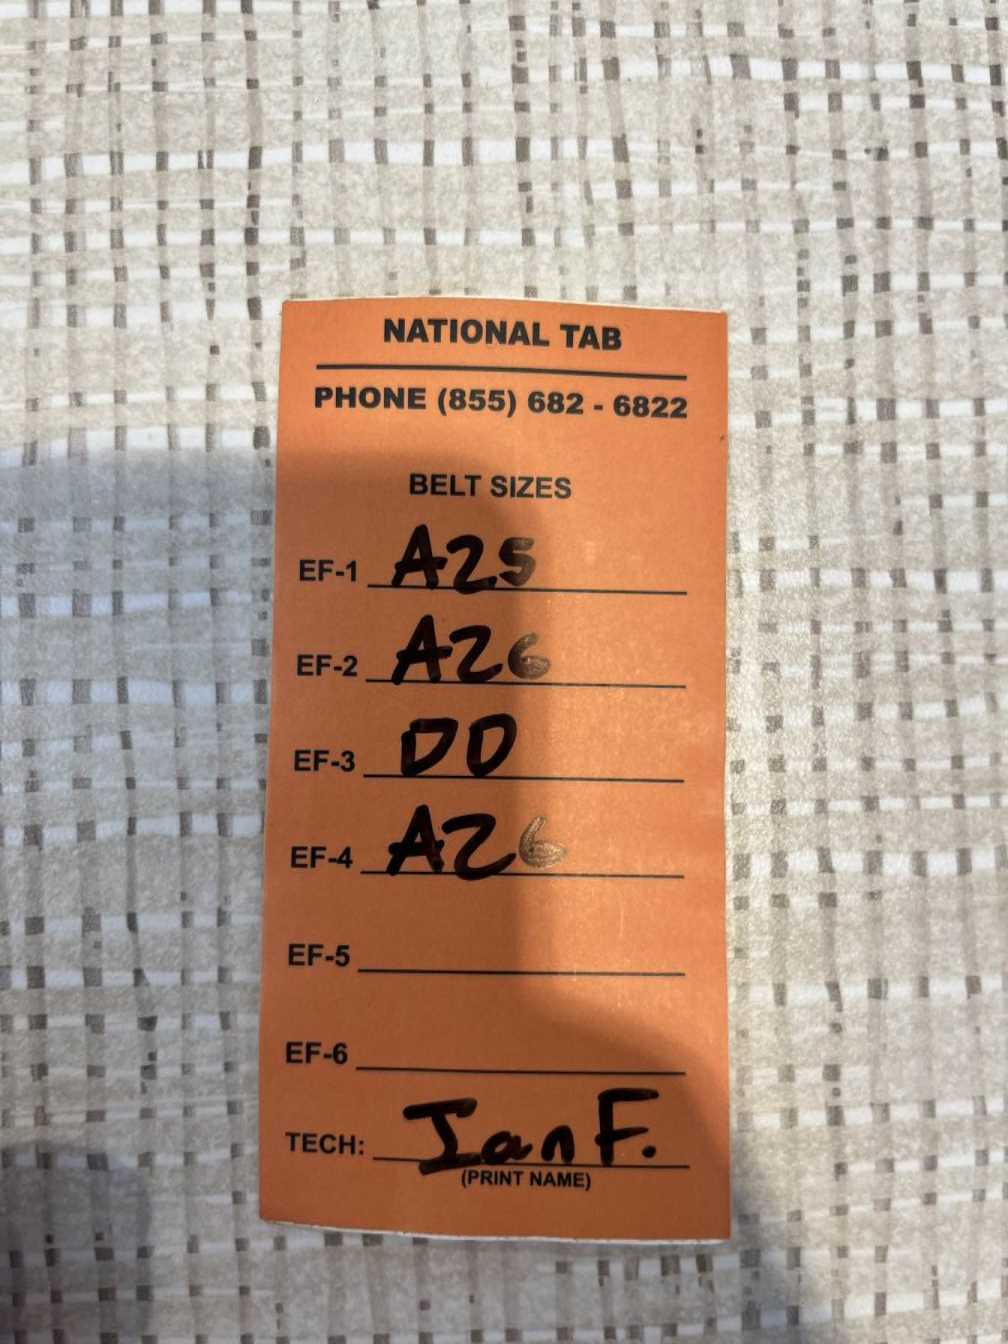 NATIONAL TAB
PHONE (855) 682 - 6822
BELT SIZES
EF-1 A25
EF-2 A26
EF-3 DD
EF-4 A26
EF-5
EF-6
TECH: Ian F.
(PRINT NAME)